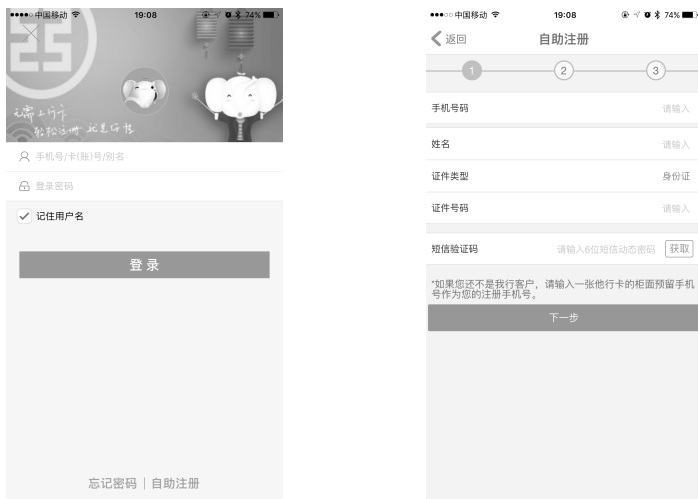 中国移动
19:08
74%
轻松注册
手机号/卡(账)号/别名
登录密码
记住用户名
登 录
忘记密码
自助注册
中国移动
19:08
74%
返回
自助注册
1
2
3
手机号码
请输入
姓名
请输入
证件类型
身份证
证件号码
请输入
短信验证码
请输入6位短信动态密码
获取
*如果您还不是我行客户，请输入一张他行卡的柜面预留手机
号作为您的注册手机号。
下一步